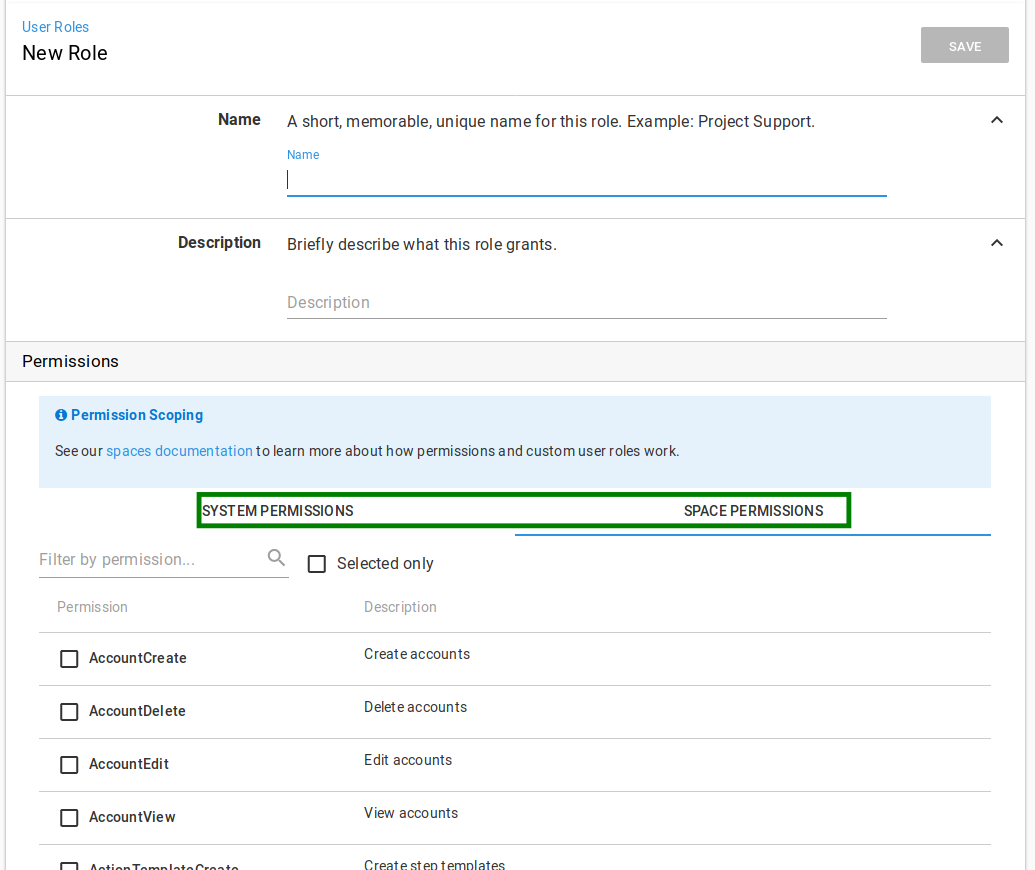 User Roles
New Role
SAVE
Name
A short, memorable, unique name for this role. Example: Project Support.
Name
Description
Briefly describe what this role grants.
Description
Permissions
Permission Scoping
See our spaces documentation to learn more about how permissions and custom user roles work.
SYSTEM PERMISSIONS SPACE PERMISSIONS
Filter by permission... Selected only
Permission Description
AccountCreate Create accounts
AccountDelete Delete accounts
AccountEdit Edit accounts
AccountView View accounts
ActionTemplateCreate Create step templates